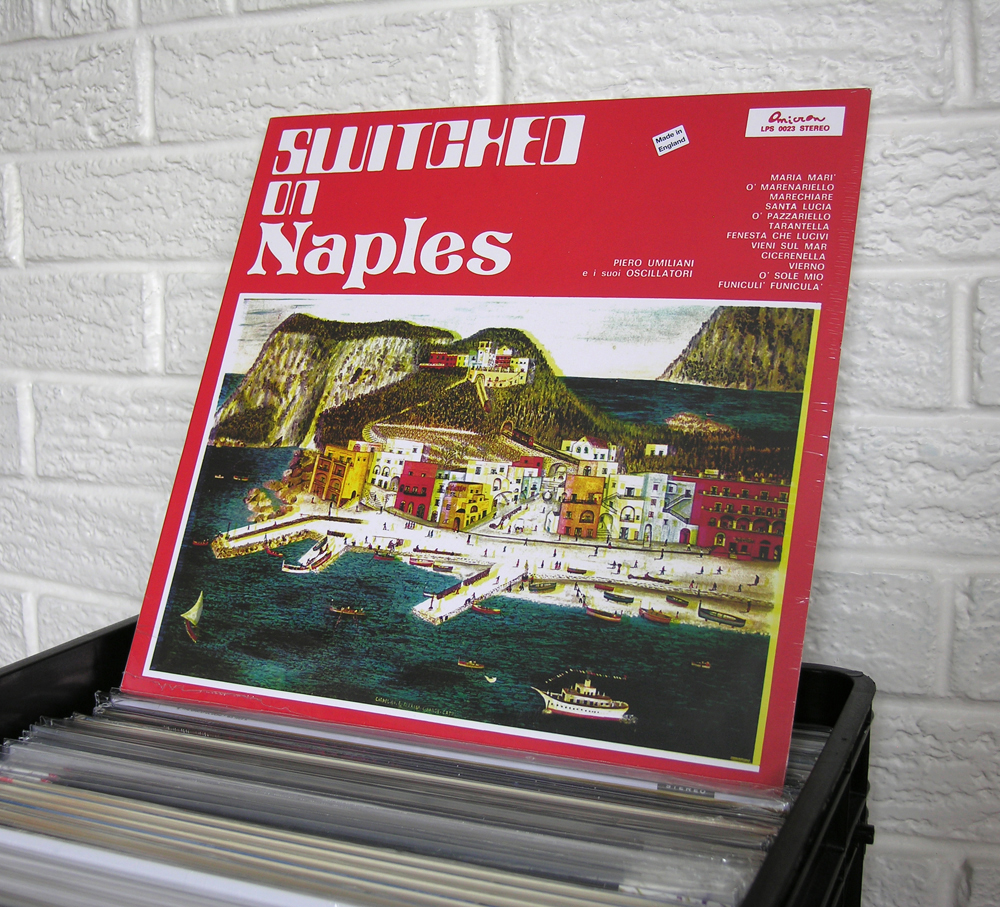 SWITCHED
on
Naples
Made in
England
Omicron
LPS 0023 STEREO
MARIA MARI'
O' MARENARIELLO
MARECHIARE
SANTA LUCIA
O' PAZZARIELLO
TARANTELLA
FENESTA CHE LUCIVI
VIENI SUL MAR
CICERENELLA
VIERNO
O' SOLE MIO
FUNICULI' FUNICULA'
PIERO UMILIANI
e i suoi OSCILLATORI
STEREO